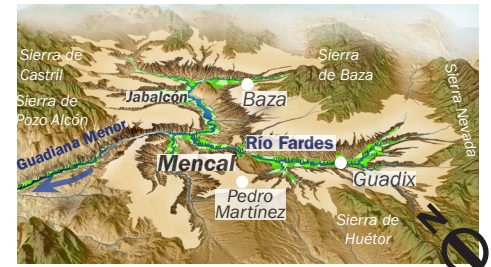 Sierra de
Castril
Sierra
de Baza
Sierra Nevada
Jabalcón
Baza
Sierra de
Pozo Alcón
Guadiana Menor
Río Fardes
Mencal
Guadix
Pedro
Martínez
Sierra de
Huétor
N